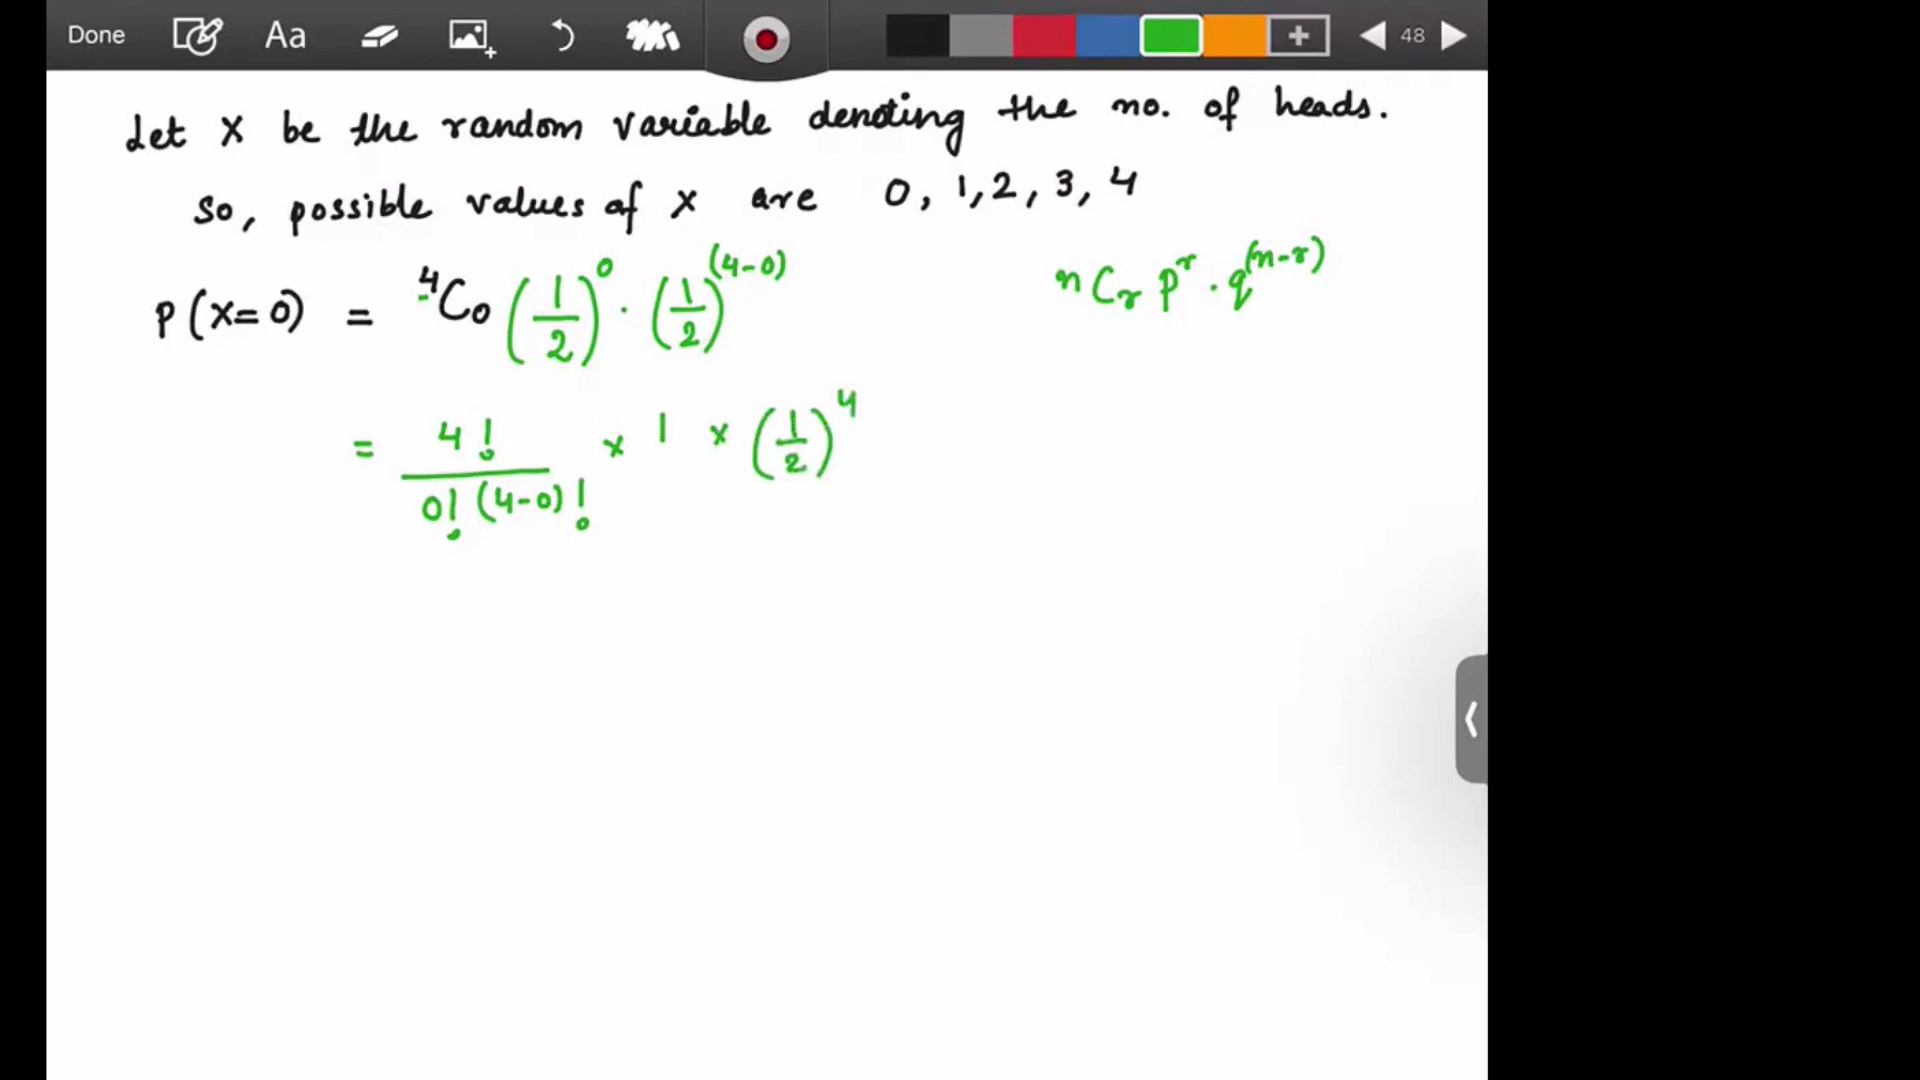 Done Aa 48
Let X be the random variable denoting the no. of heads.
So, possible values of X are 0, 1, 2, 3, 4
P(X=0) = ⁴C₀ (1/2)⁰ · (1/2)⁽⁴⁻⁰⁾ ⁿCᵣ pʳ · q⁽ⁿ⁻ʳ⁾
= 4! / 0! (4-0)! × 1 × (1/2)⁴